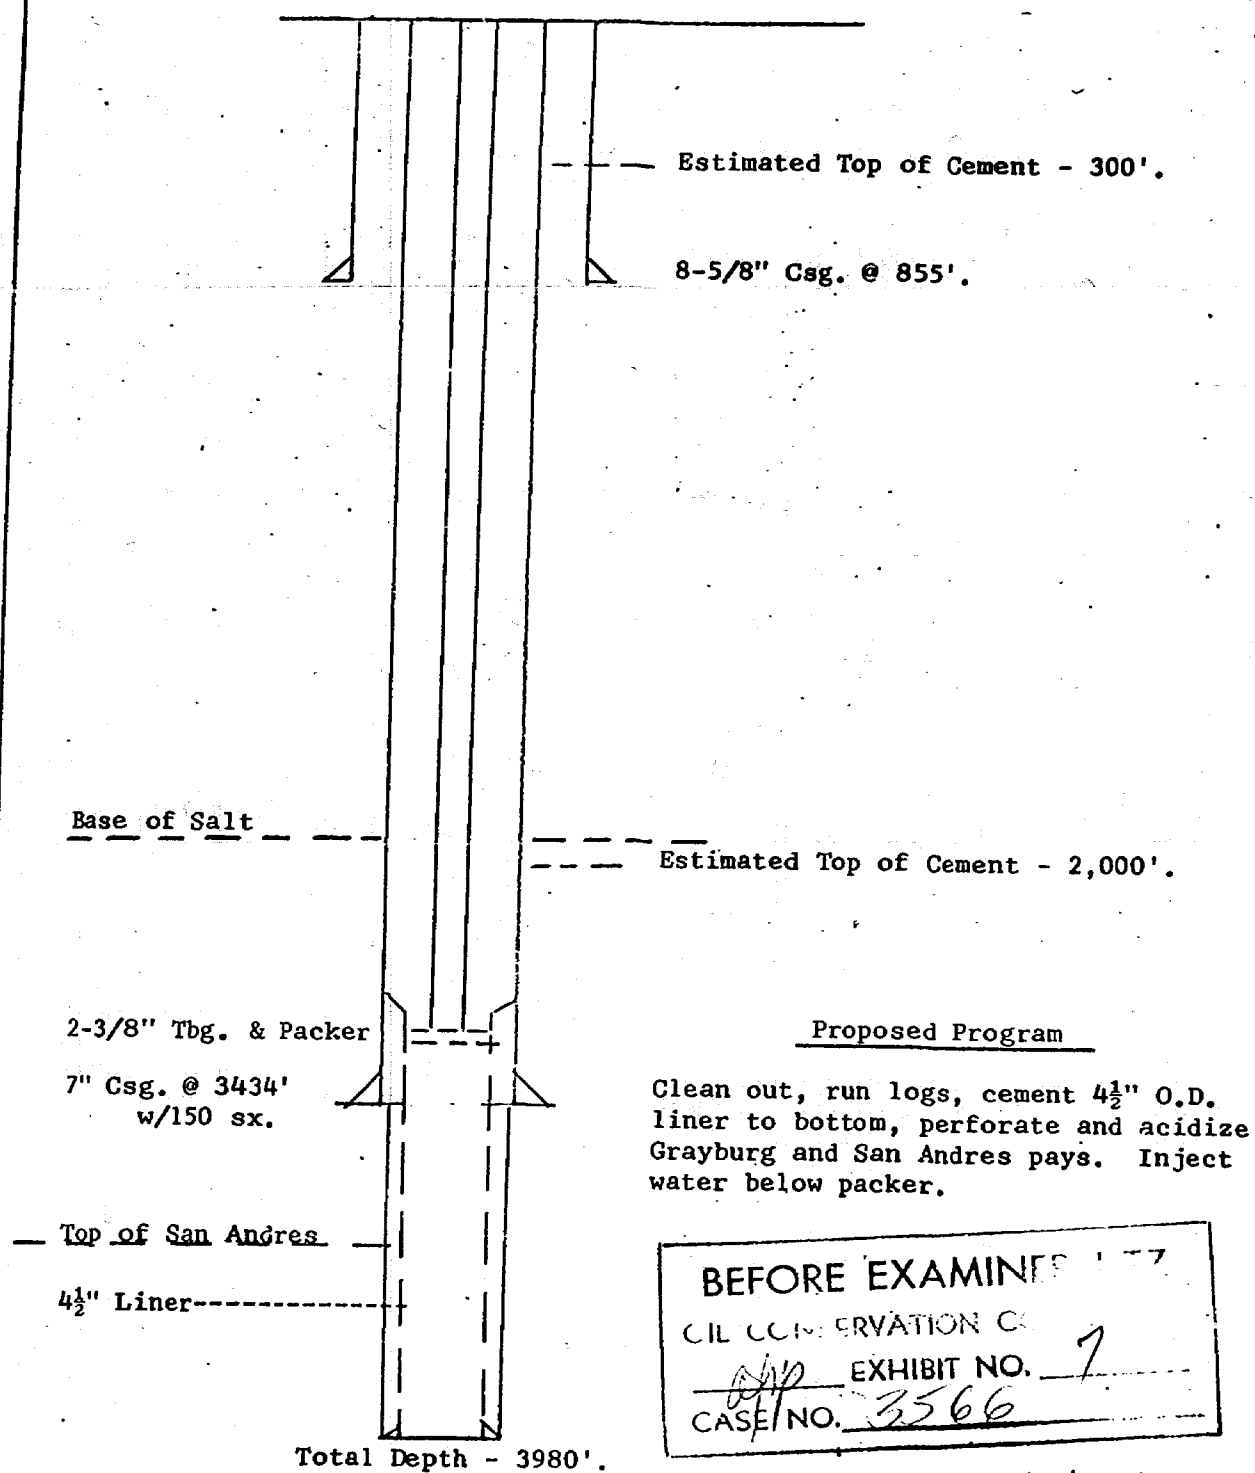 Estimated Top of Cement - 300'.
8-5/8" Csg. @ 855'.
Base of Salt
Estimated Top of Cement - 2,000'.
2-3/8" Tbg. & Packer
7" Csg. @ 3434'
w/150 sx.
Top of San Andres
4½" Liner
Total Depth - 3980'.
Proposed Program
Clean out, run logs, cement 4½" O.D.
liner to bottom, perforate and acidize
Grayburg and San Andres pays. Inject
water below packer.
BEFORE
OIL CONSERVATION
EXHIBIT NO. 7
CASE NO. 3566